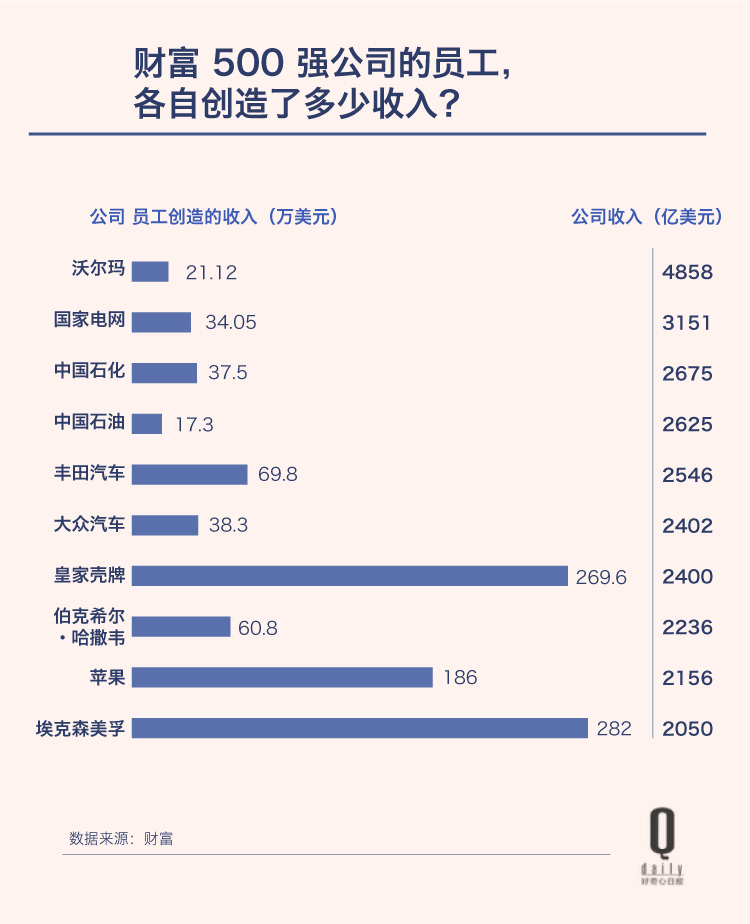 财富 500 强公司的员工，
各自创造了多少收入？
公司 员工创造的收入（万美元） 公司收入（亿美元）
沃尔玛 21.12 4858
国家电网 34.05 3151
中国石化 37.5 2675
中国石油 17.3 2625
丰田汽车 69.8 2546
大众汽车 38.3 2402
皇家壳牌 269.6 2400
伯克希尔
·哈撒韦 60.8 2236
苹果 186 2156
埃克森美孚 282 2050
数据来源：财富
Q
daily
好奇心日报